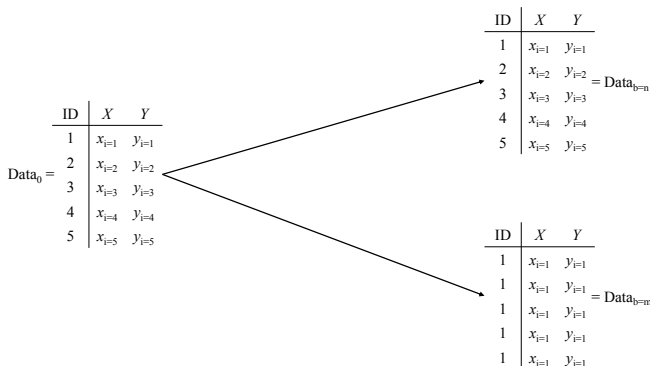 ID X Y
1 x_{i=1} y_{i=1}
2 x_{i=2} y_{i=2}
3 x_{i=3} y_{i=3} = Data_{b=n}
4 x_{i=4} y_{i=4}
5 x_{i=5} y_{i=5}
ID X Y
1 x_{i=1} y_{i=1}
2 x_{i=2} y_{i=2}
Data_0 = 3 x_{i=3} y_{i=3}
4 x_{i=4} y_{i=4}
5 x_{i=5} y_{i=5}
ID X Y
1 x_{i=1} y_{i=1}
1 x_{i=1} y_{i=1}
1 x_{i=1} y_{i=1} = Data_{b=m}
1 x_{i=1} y_{i=1}
1 x_{i=1} y_{i=1}